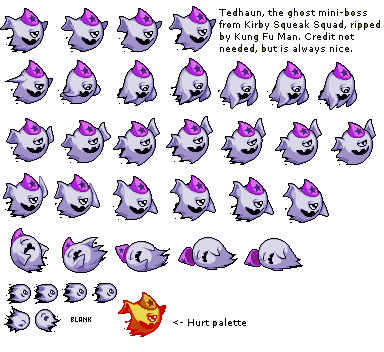 Tedhaun, the ghost mini-boss
from Kirby Squeak Squad, ripped
by Kung Fu Man. Credit not
needed, but is always nice.
BLANK
<- Hurt palette